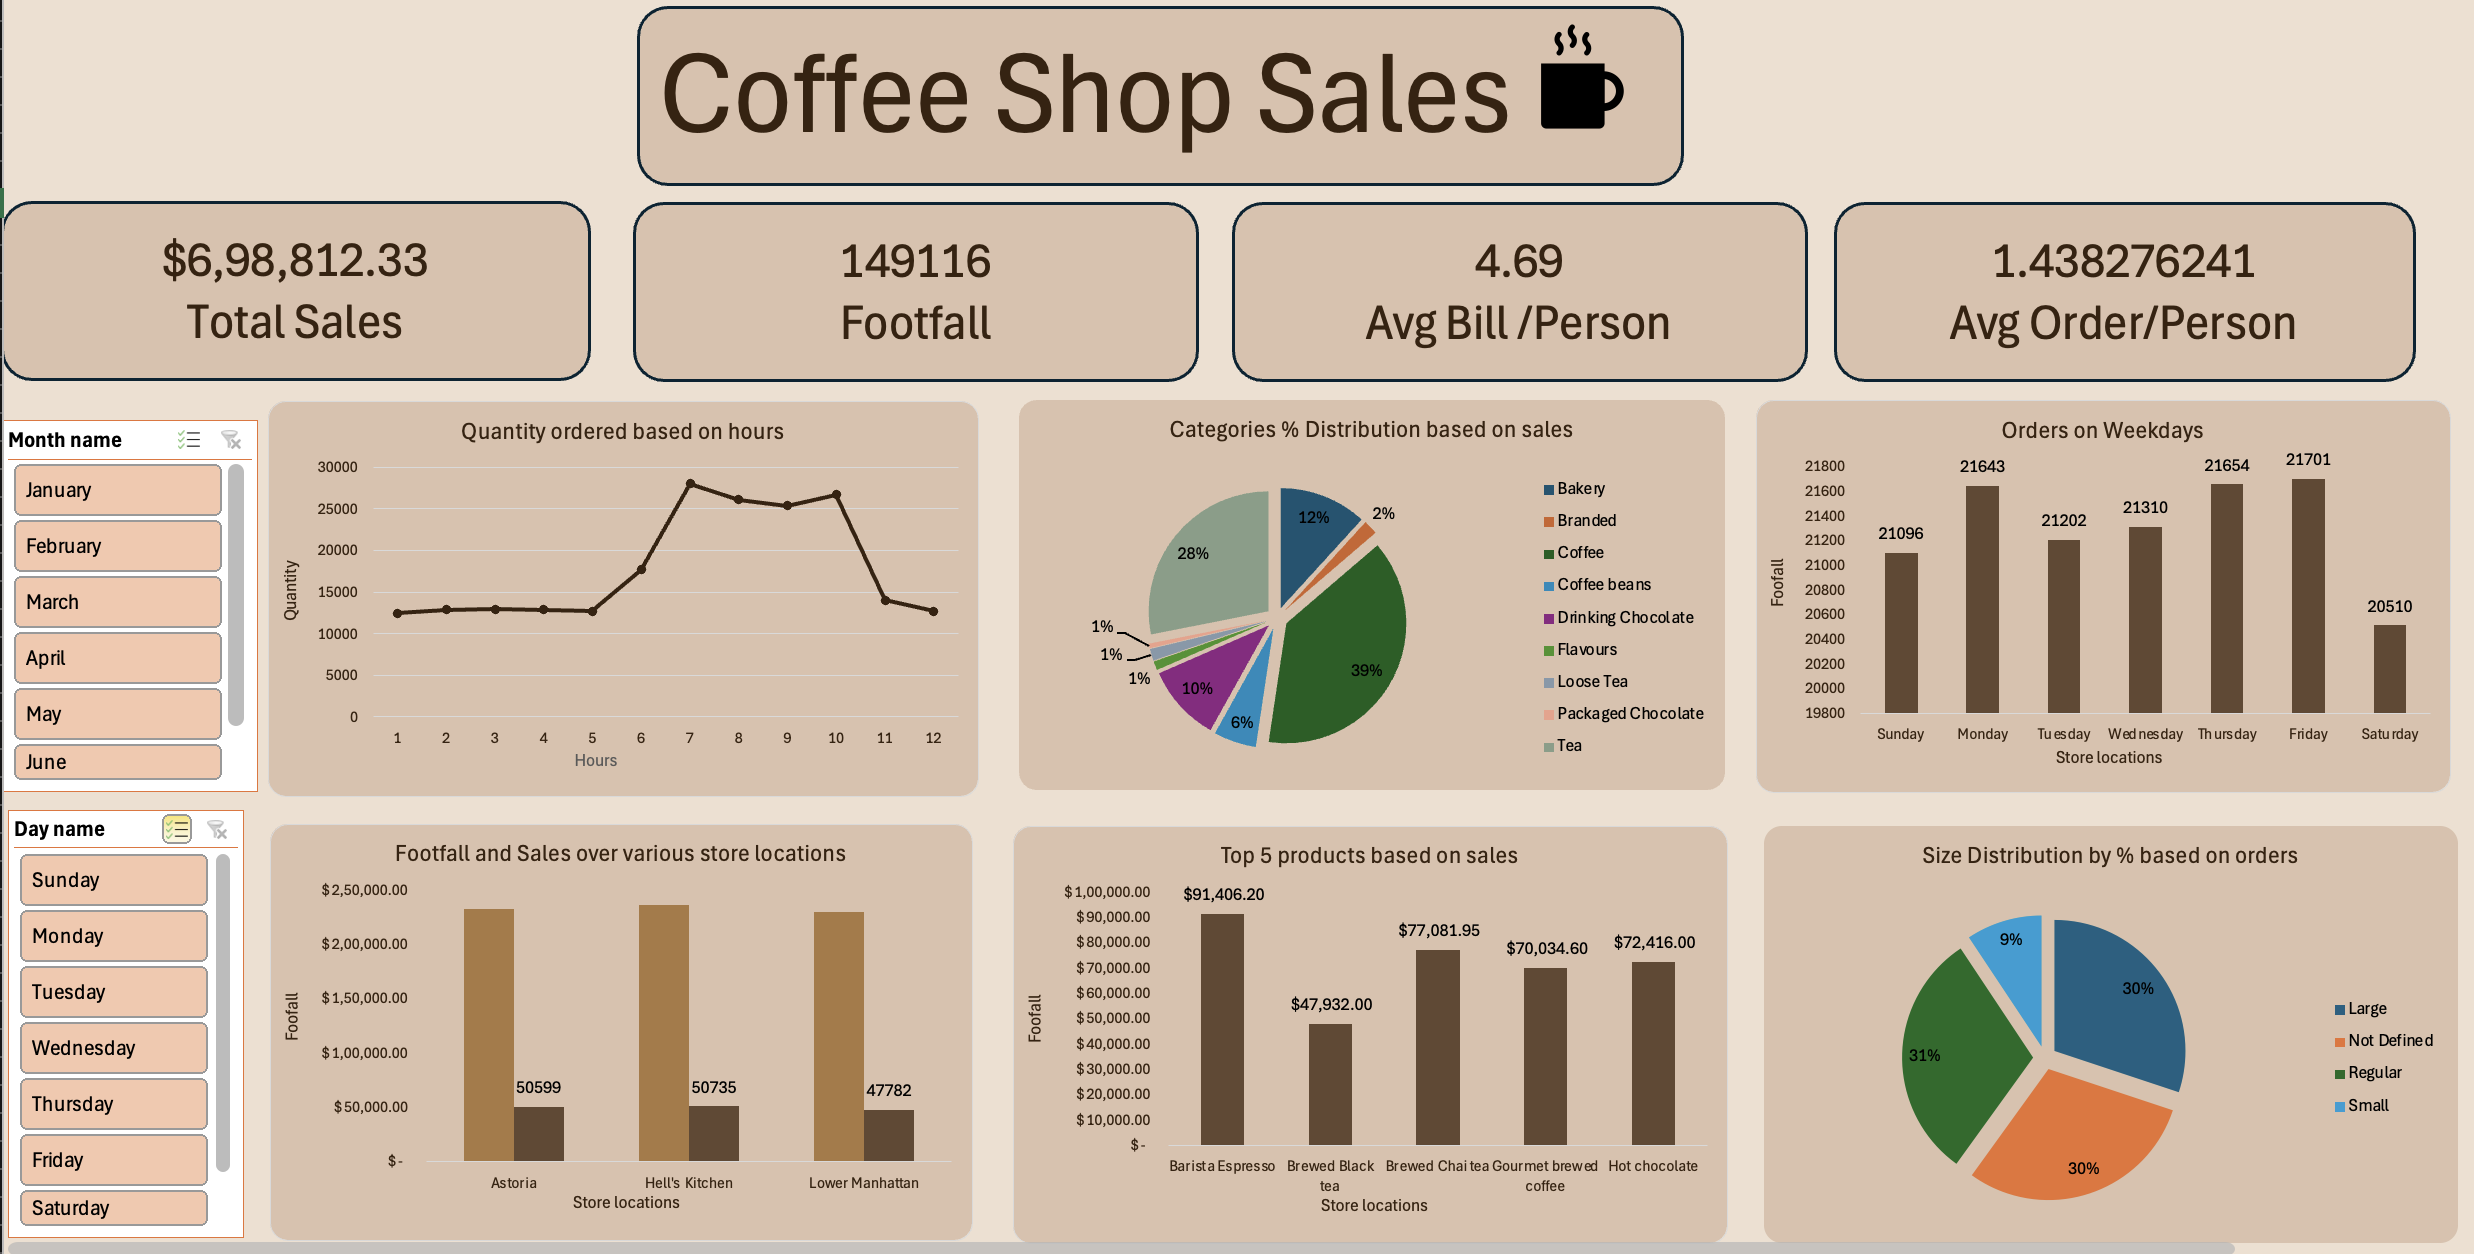 Coffee Shop Sales
$6,98,812.33
Total Sales
149116
Footfall
4.69
Avg Bill /Person
1.438276241
Avg Order/Person
Month name
January
February
March
April
May
June
Quantity ordered based on hours
30000
25000
20000
15000
10000
5000
0
Quantity
1 2 3 4 5 6 7 8 9 10 11 12
Hours
Categories % Distribution based on sales
12%
2%
28%
39%
1%
1%
1%
10%
6%
Bakery
Branded
Coffee
Coffee beans
Drinking Chocolate
Flavours
Loose Tea
Packaged Chocolate
Tea
Orders on Weekdays
21800
21600
21400
21200
21000
20800
20600
20400
20200
20000
19800
Foofall
21096 21643 21202 21310 21654 21701 20510
Sunday Monday Tuesday Wednesday Thursday Friday Saturday
Store locations
Day name
Sunday
Monday
Tuesday
Wednesday
Thursday
Friday
Saturday
Footfall and Sales over various store locations
$2,50,000.00
$2,00,000.00
$1,50,000.00
$1,00,000.00
$50,000.00
$-
Foofall
50599 50735 47782
Astoria Hell's Kitchen Lower Manhattan
Store locations
Top 5 products based on sales
$1,00,000.00
$90,000.00
$80,000.00
$70,000.00
$60,000.00
$50,000.00
$40,000.00
$30,000.00
$20,000.00
$10,000.00
$-
Foofall
$91,406.20 $47,932.00 $77,081.95 $70,034.60 $72,416.00
Barista Espresso Brewed Black tea Brewed Chai tea Gourmet brewed coffee Hot chocolate
Store locations
Size Distribution by % based on orders
9%
30%
31%
30%
Large
Not Defined
Regular
Small